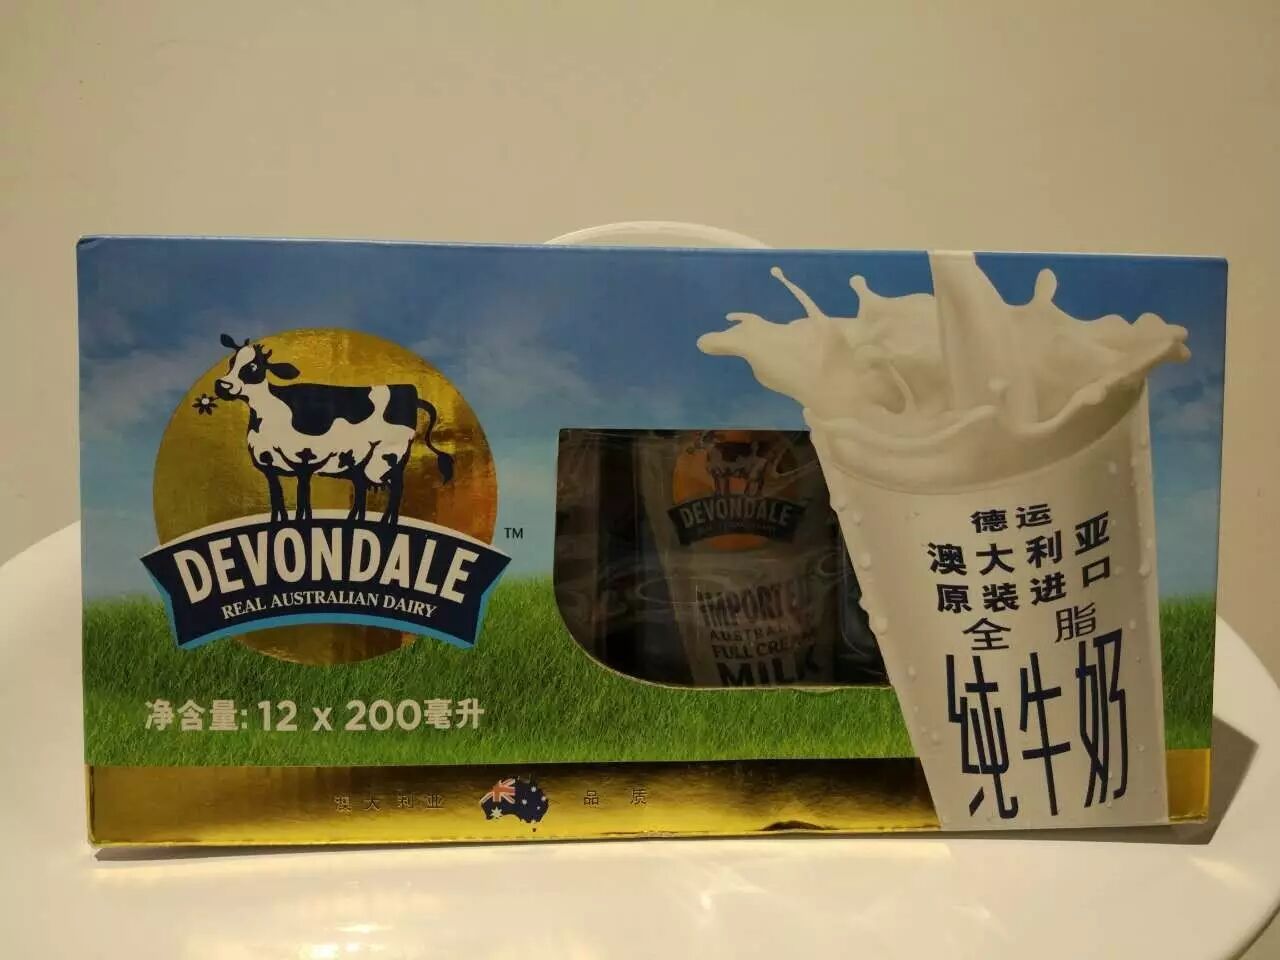 DEVONDALE
™
REAL AUSTRALIAN DAIRY
净含量: 12 x 200毫升
澳大利亚 品质
DEVONDALE
IMPORTED
AUSTRALIAN
FULL CREAM
MILK
德运
澳大利亚
原装进口
全脂
纯牛奶